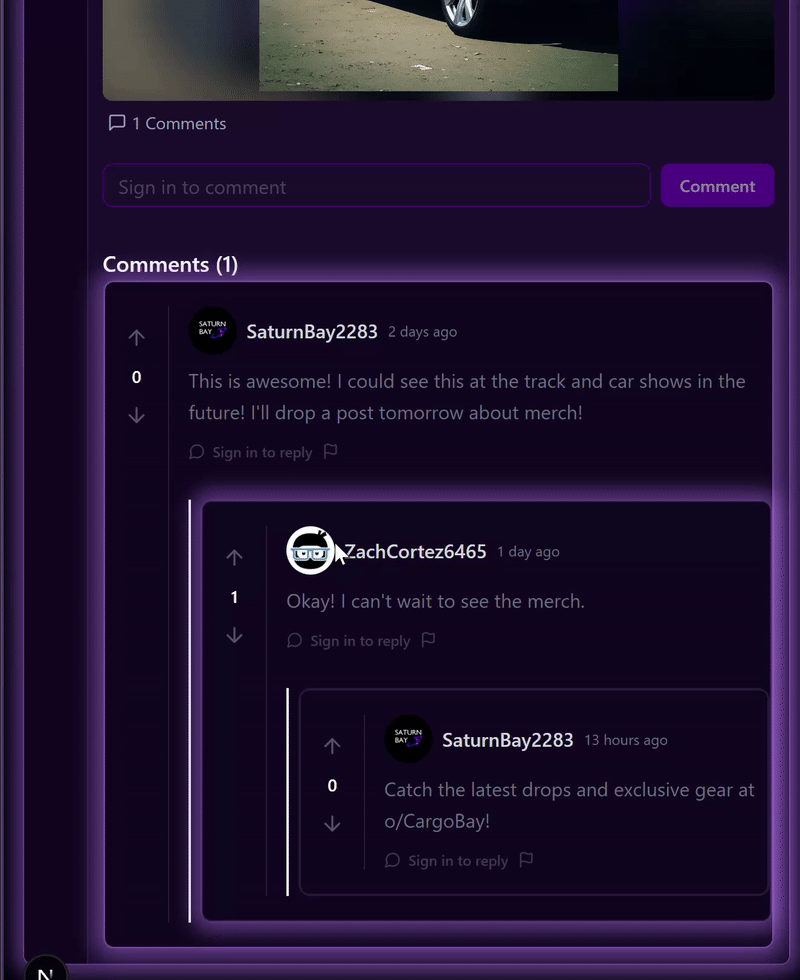 1 Comments
Sign in to comment
Comment
Comments (1)
SATURN
BAY
SaturnBay2283 2 days ago
0
This is awesome! I could see this at the track and car shows in the
future! I'll drop a post tomorrow about merch!
Sign in to reply
ZachCortez6465 1 day ago
1
Okay! I can't wait to see the merch.
Sign in to reply
SATURN
BAY
SaturnBay2283 13 hours ago
0
Catch the latest drops and exclusive gear at
o/CargoBay!
Sign in to reply
N